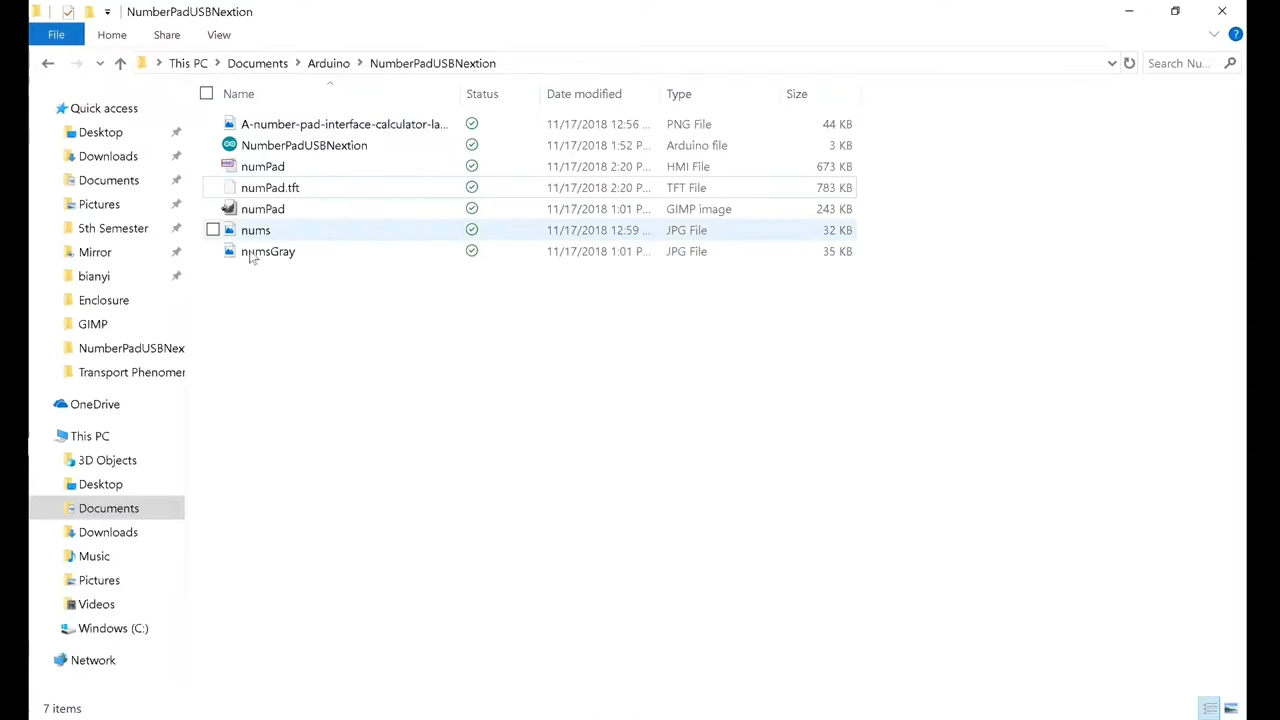 NumberPadUSBNextion
File Home Share View
This PC Documents Arduino NumberPadUSBNextion Search Nu...
Name Status Date modified Type Size
Quick access
Desktop
Downloads
Documents
Pictures
5th Semester
Mirror
bianyi
Enclosure
GIMP
NumberPadUSBNex
Transport Phenomer
OneDrive
This PC
3D Objects
Desktop
Documents
Downloads
Music
Pictures
Videos
Windows (C:)
Network
A-number-pad-interface-calculator-la... 11/17/2018 12:56 ... PNG File 44 KB
NumberPadUSBNextion 11/17/2018 1:52 P... Arduino file 3 KB
numPad 11/17/2018 2:20 P... HMI File 673 KB
numPad.tft 11/17/2018 2:20 P... TFT File 783 KB
numPad 11/17/2018 1:01 P... GIMP image 243 KB
nums 11/17/2018 12:59 ... JPG File 32 KB
numsGray 11/17/2018 1:01 P... JPG File 35 KB
7 items